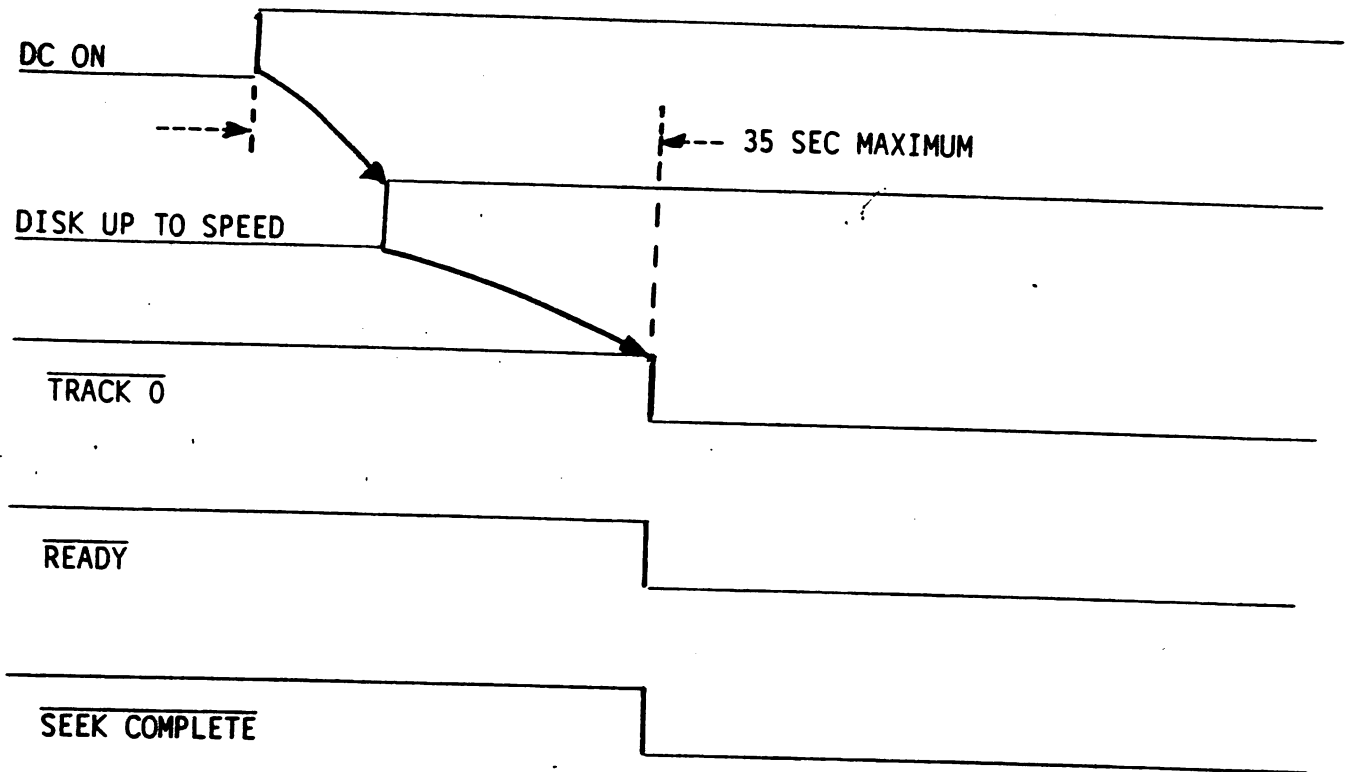 DC ON
35 SEC MAXIMUM
DISK UP TO SPEED
TRACK 0
READY
SEEK COMPLETE